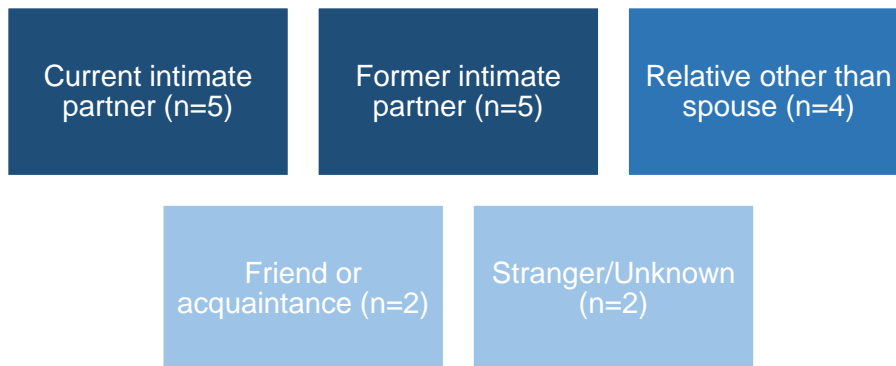 Current intimate
partner (n=5)
Former intimate
partner (n=5)
Relative other than
spouse (n=4)
Friend or
acquaintance (n=2)
Stranger/Unknown
(n=2)